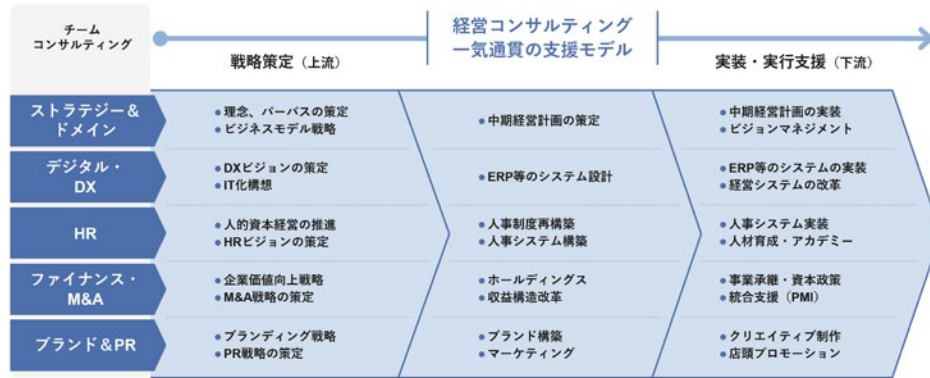 チーム
コンサルティング
経営コンサルティング
一気通貫の支援モデル
戦略策定（上流）
実装・実行支援（下流）
ストラテジー＆
ドメイン
●理念、パーパスの策定
●ビジネスモデル戦略
●中期経営計画の策定
●中期経営計画の実装
●ビジョンマネジメント
デジタル・
DX
●DXビジョンの策定
●IT化構想
●ERP等のシステム設計
●ERP等のシステムの実装
●経営システムの改革
HR
●人的資本経営の推進
●HRビジョンの策定
●人事制度再構築
●人事システム構築
●人事システム実装
●人材育成・アカデミー
ファイナンス・
M&A
●企業価値向上戦略
●M&A戦略の策定
●ホールディングス
●収益構造改革
●事業承継・資本政策
●統合支援（PMI）
ブランド＆PR
●ブランディング戦略
●PR戦略の策定
●ブランド構築
●マーケティング
●クリエイティブ制作
●店頭プロモーション